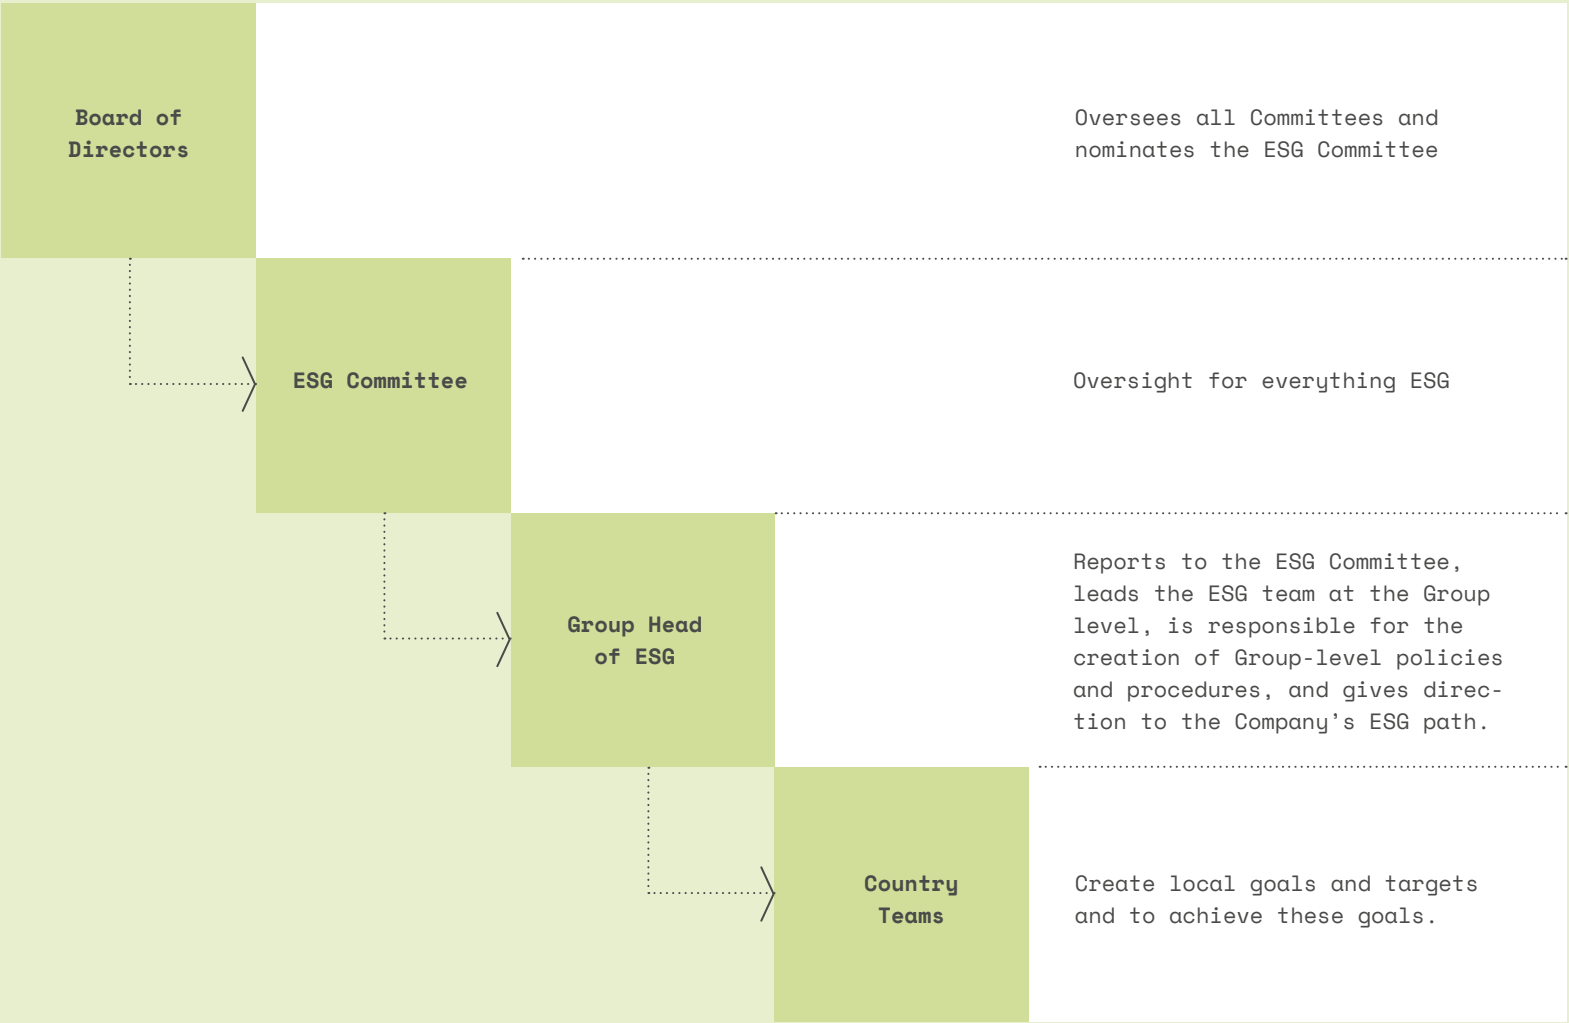 Board of
Directors
Oversees all Committees and
nominates the ESG Committee
ESG Committee
Oversight for everything ESG
Group Head
of ESG
Reports to the ESG Committee,
leads the ESG team at the Group
level, is responsible for the
creation of Group-level policies
and procedures, and gives direc-
tion to the Company’s ESG path.
Country
Teams
Create local goals and targets
and to achieve these goals.